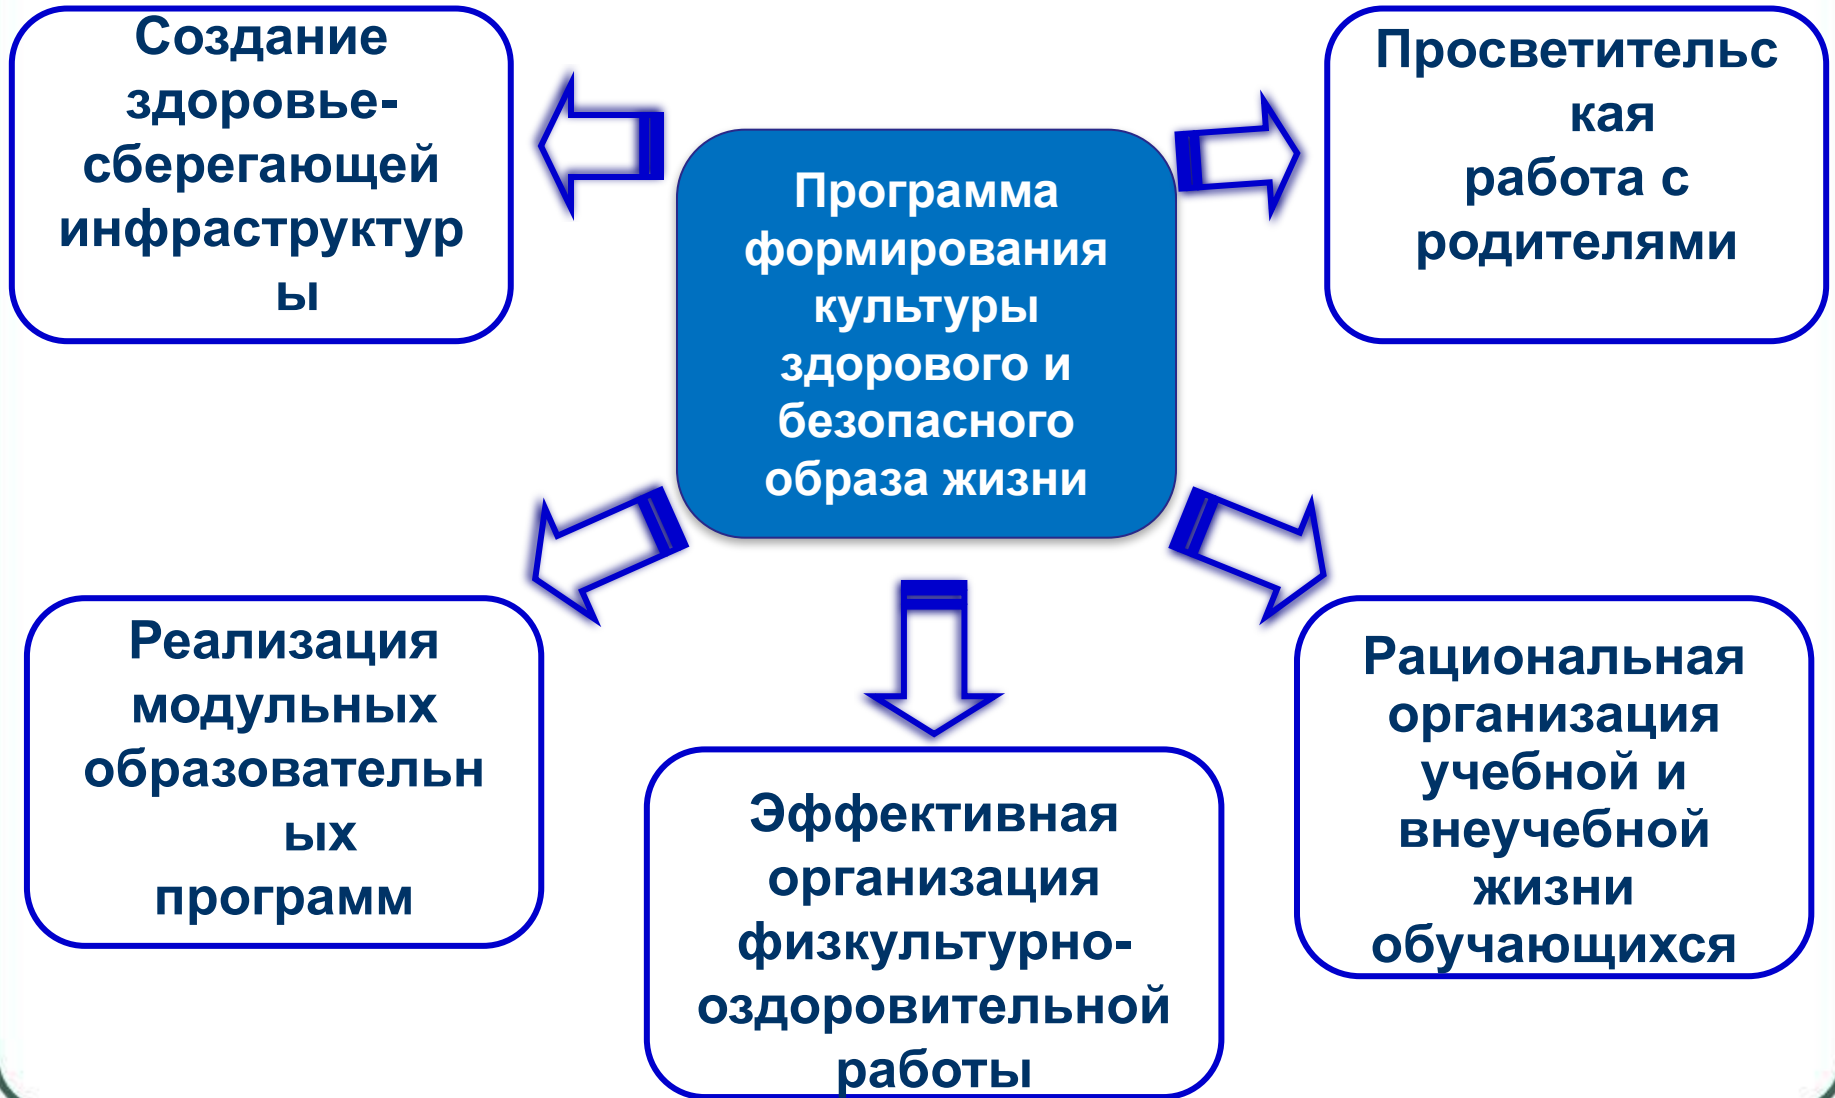 Создание
здоровье-
сберегающей
инфраструктур
ы
Просветительс
кая
работа с
родителями
Программа
формирования
культуры
здорового и
безопасного
образа жизни
Реализация
модульных
образовательн
ых
программ
Эффективная
организация
физкультурно-
оздоровительной
работы
Рациональная
организация
учебной и
внеучебной
жизни
обучающихся